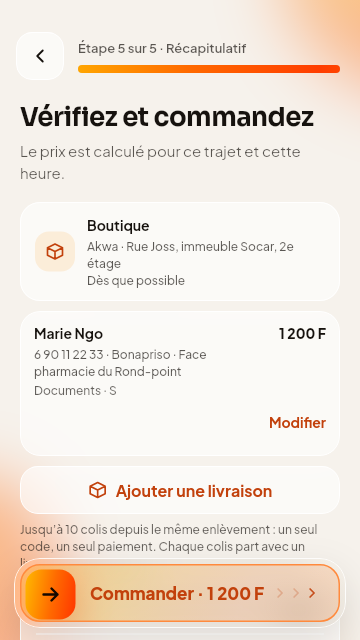 Étape 5 sur 5 · Récapitulatif
Vérifiez et commandez
Le prix est calculé pour ce trajet et cette
heure.
Boutique
Akwa · Rue Joss, immeuble Socar, 2e
étage
Dès que possible
Marie Ngo 1 200 F
6 90 11 22 33 · Bonapriso · Face
pharmacie du Rond-point
Documents · S
Modifier
Ajouter une livraison
Jusqu'à 10 colis depuis le même enlèvement : un seul
code, un seul paiement. Chaque colis part avec un
Commander · 1 200 F